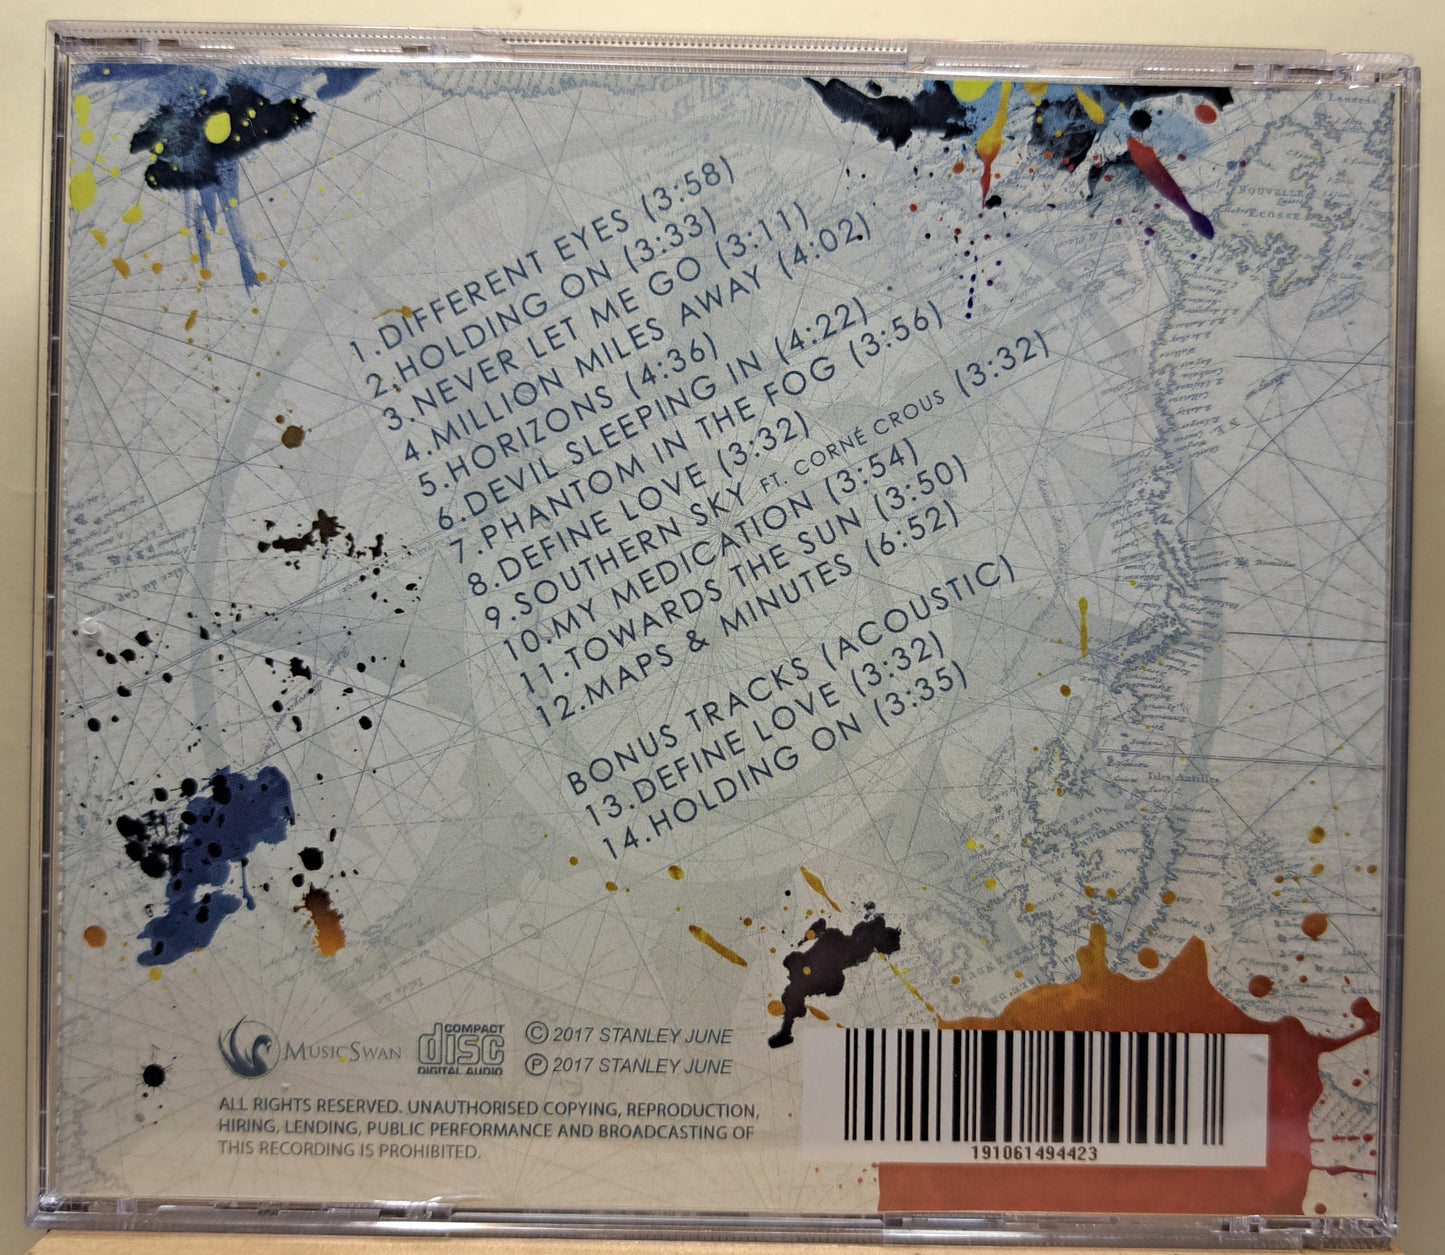 1.DIFFERENT EYES (3:58)
2.HOLDING ON (3:33)
3.NEVER LET ME GO (3:11)
4.MILLION MILES AWAY (4:02)
5.HORIZONS (4:36)
6.DEVIL SLEEPING IN (4:22)
7.PHANTOM IN THE FOG (3:56)
8.DEFINE LOVE (3:32)
9.SOUTHERN SKY FT. CORNÉ CROUS (3:32)
10.MY MEDICATION (3:54)
11.TOWARDS THE SUN (3:50)
12.MAPS & MINUTES (6:52)
BONUS TRACKS (ACOUSTIC)
13.DEFINE LOVE (3:32)
14.HOLDING ON (3:35)
NOUVELLE
ECOSSE
Isles Antilles
MUSICSWAN
COMPACT
disc
DIGITAL AUDIO
© 2017 STANLEY JUNE
℗ 2017 STANLEY JUNE
ALL RIGHTS RESERVED. UNAUTHORISED COPYING, REPRODUCTION,
HIRING, LENDING, PUBLIC PERFORMANCE AND BROADCASTING OF
THIS RECORDING IS PROHIBITED.
191061494423